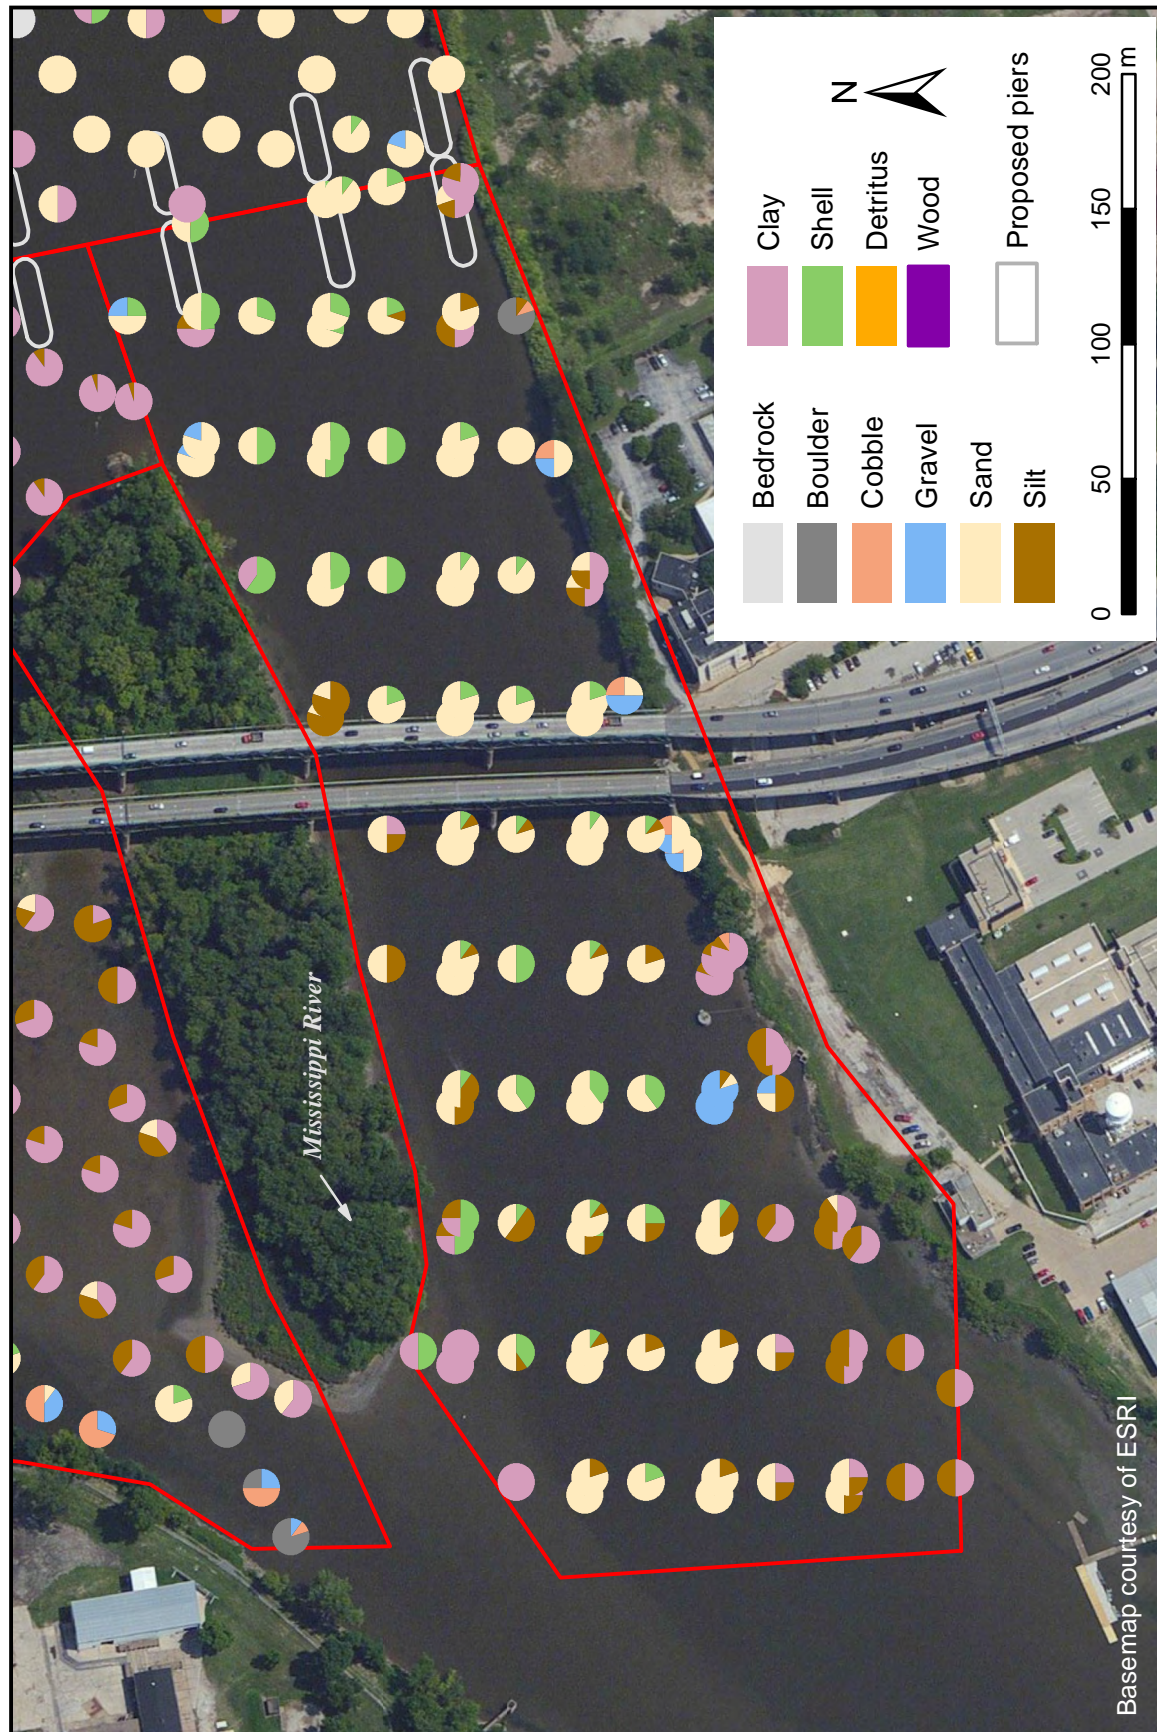 Mississippi River
N
Bedrock
Boulder
Cobble
Gravel
Sand
Silt
Clay
Shell
Detritus
Wood
Proposed piers
0 50 100 150 200 m
Basemap courtesy of ESRI